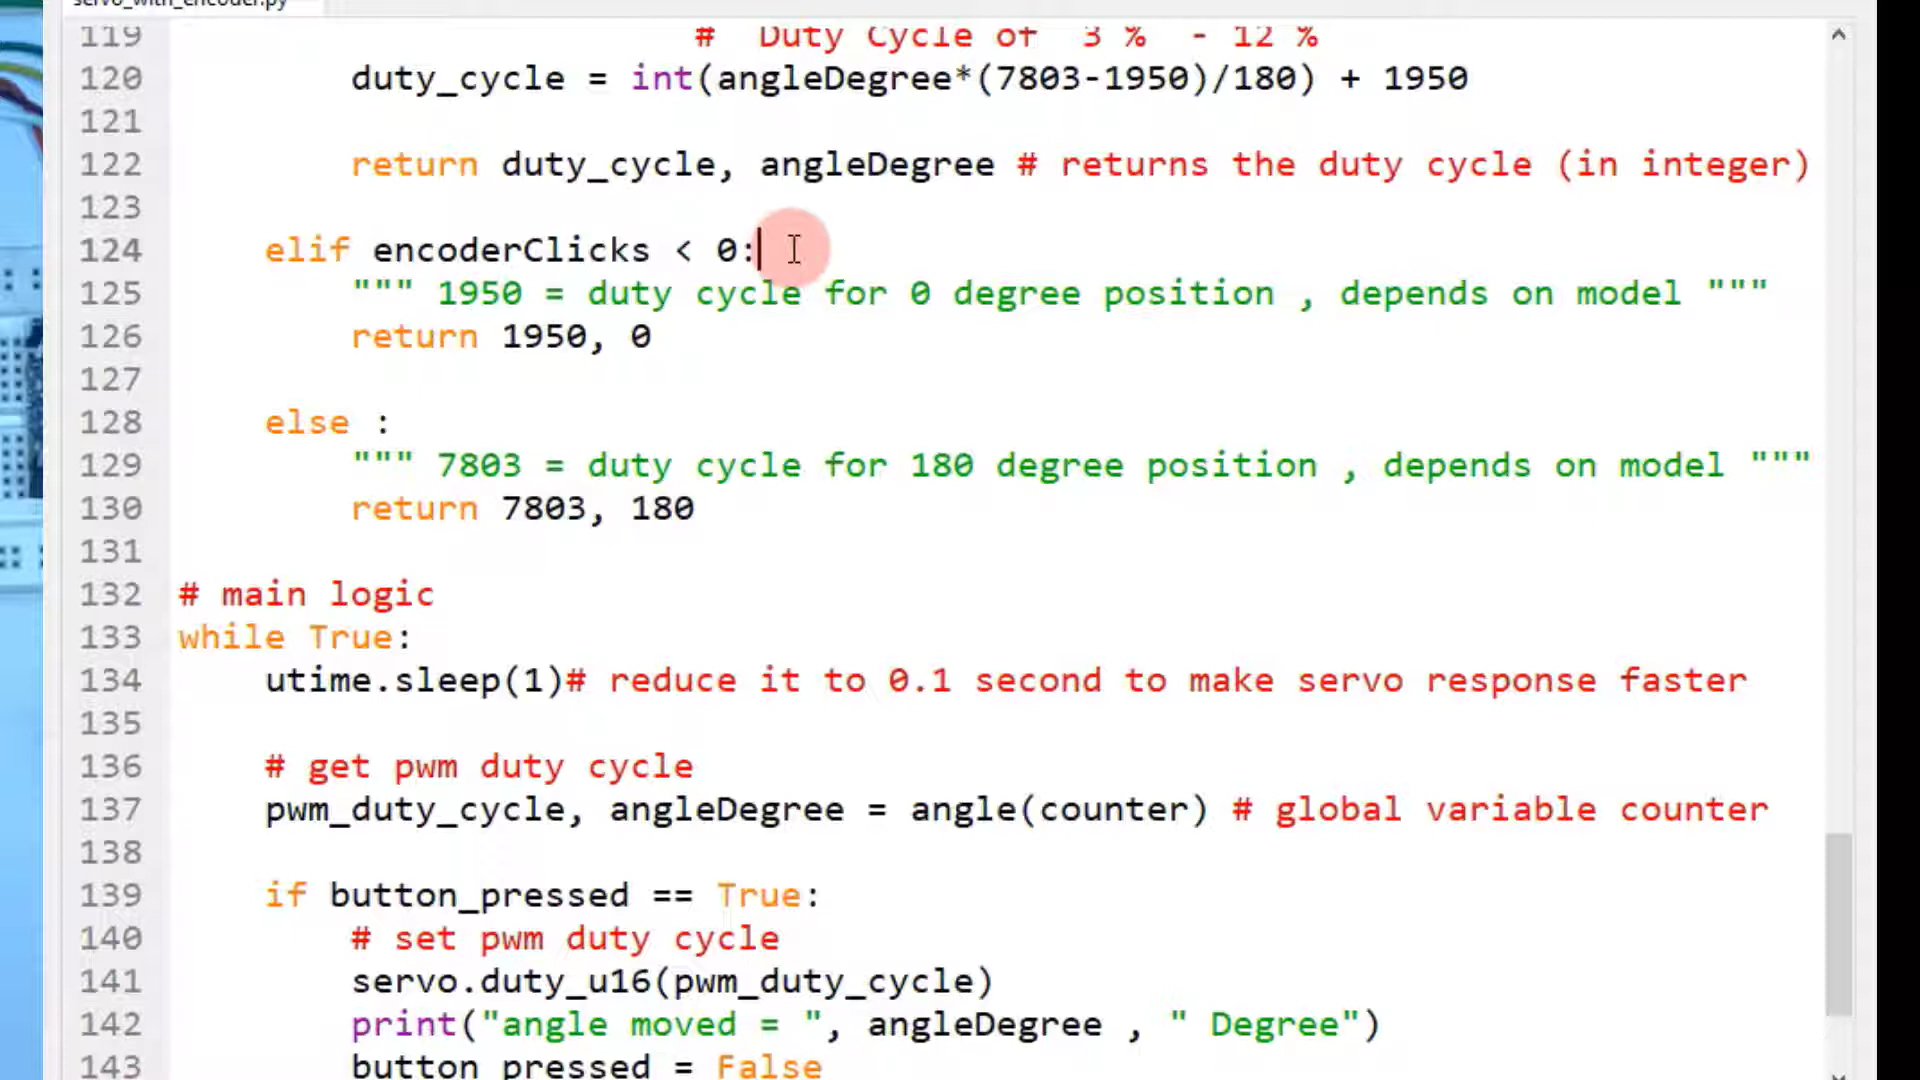 servo_with_encoder.py
119 # Duty Cycle of 3 % - 12 %
120 duty_cycle = int(angleDegree*(7803-1950)/180) + 1950
121
122 return duty_cycle, angleDegree # returns the duty cycle (in integer)
123
124 elif encoderClicks < 0:
125 """ 1950 = duty cycle for 0 degree position , depends on model """
126 return 1950, 0
127
128 else :
129 """ 7803 = duty cycle for 180 degree position , depends on model """
130 return 7803, 180
131
132 # main logic
133 while True:
134 utime.sleep(1)# reduce it to 0.1 second to make servo response faster
135
136 # get pwm duty cycle
137 pwm_duty_cycle, angleDegree = angle(counter) # global variable counter
138
139 if button_pressed == True:
140 # set pwm duty cycle
141 servo.duty_u16(pwm_duty_cycle)
142 print("angle moved = ", angleDegree , " Degree")
143 button_pressed = False